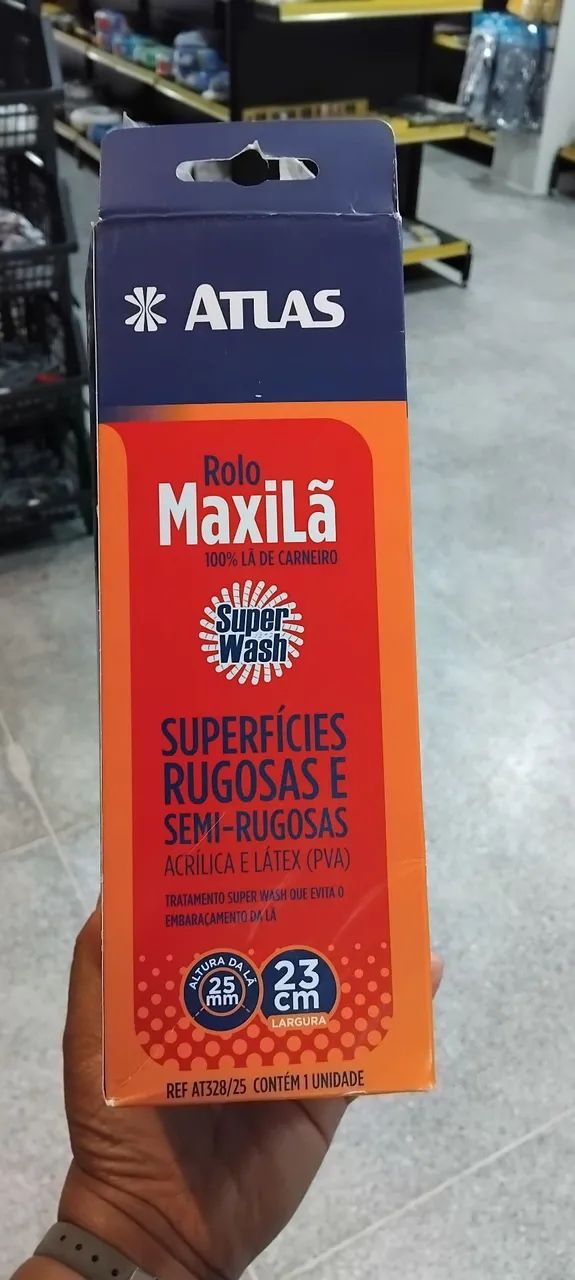 ATLAS
Rolo
MaxiLã
100% LÃ DE CARNEIRO
Super
Wash
SUPERFÍCIES
RUGOSAS E
SEMI-RUGOSAS
ACRÍLICA E LÁTEX (PVA)
TRATAMENTO SUPER WASH QUE EVITA O
EMBARAÇAMENTO DA LÃ
ALTURA DA LÃ
25
mm
23
cm
LARGURA
REF AT328/25 CONTÉM 1 UNIDADE